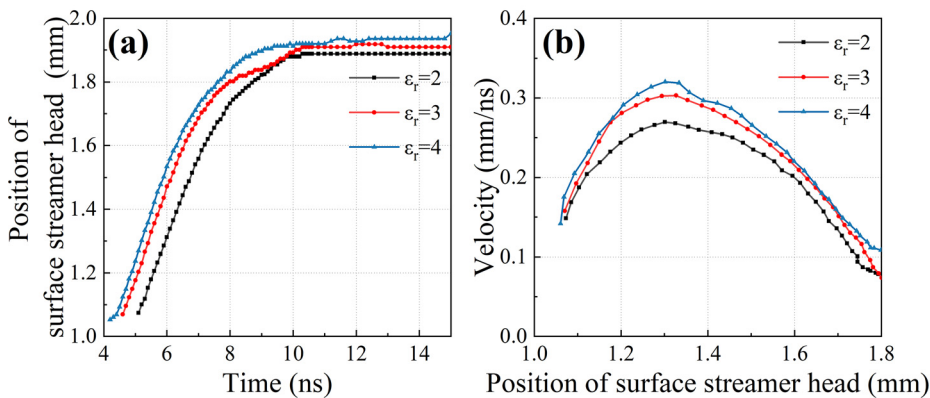 (a)
Position of
surface streamer head (mm)
2.0
1.8
1.6
1.4
1.2
1.0
4 6 8 10 12 14
Time (ns)
εr=2
εr=3
εr=4
(b)
Velocity (mm/ns)
0.4
0.3
0.2
0.1
0.0
1.0 1.2 1.4 1.6 1.8
Position of surface streamer head (mm)
εr=2
εr=3
εr=4